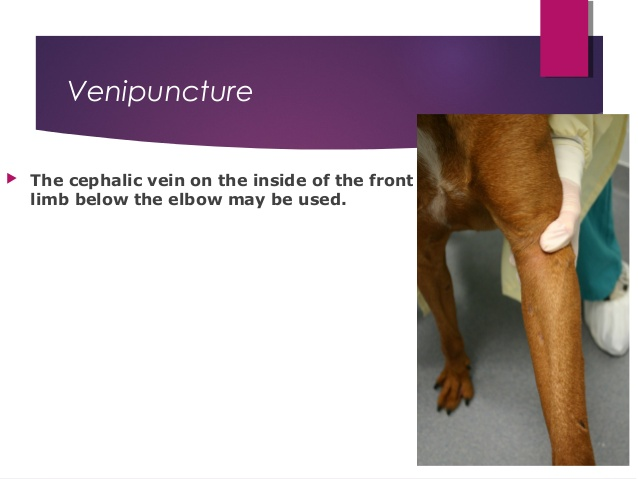 Venipuncture
The cephalic vein on the inside of the front
limb below the elbow may be used.